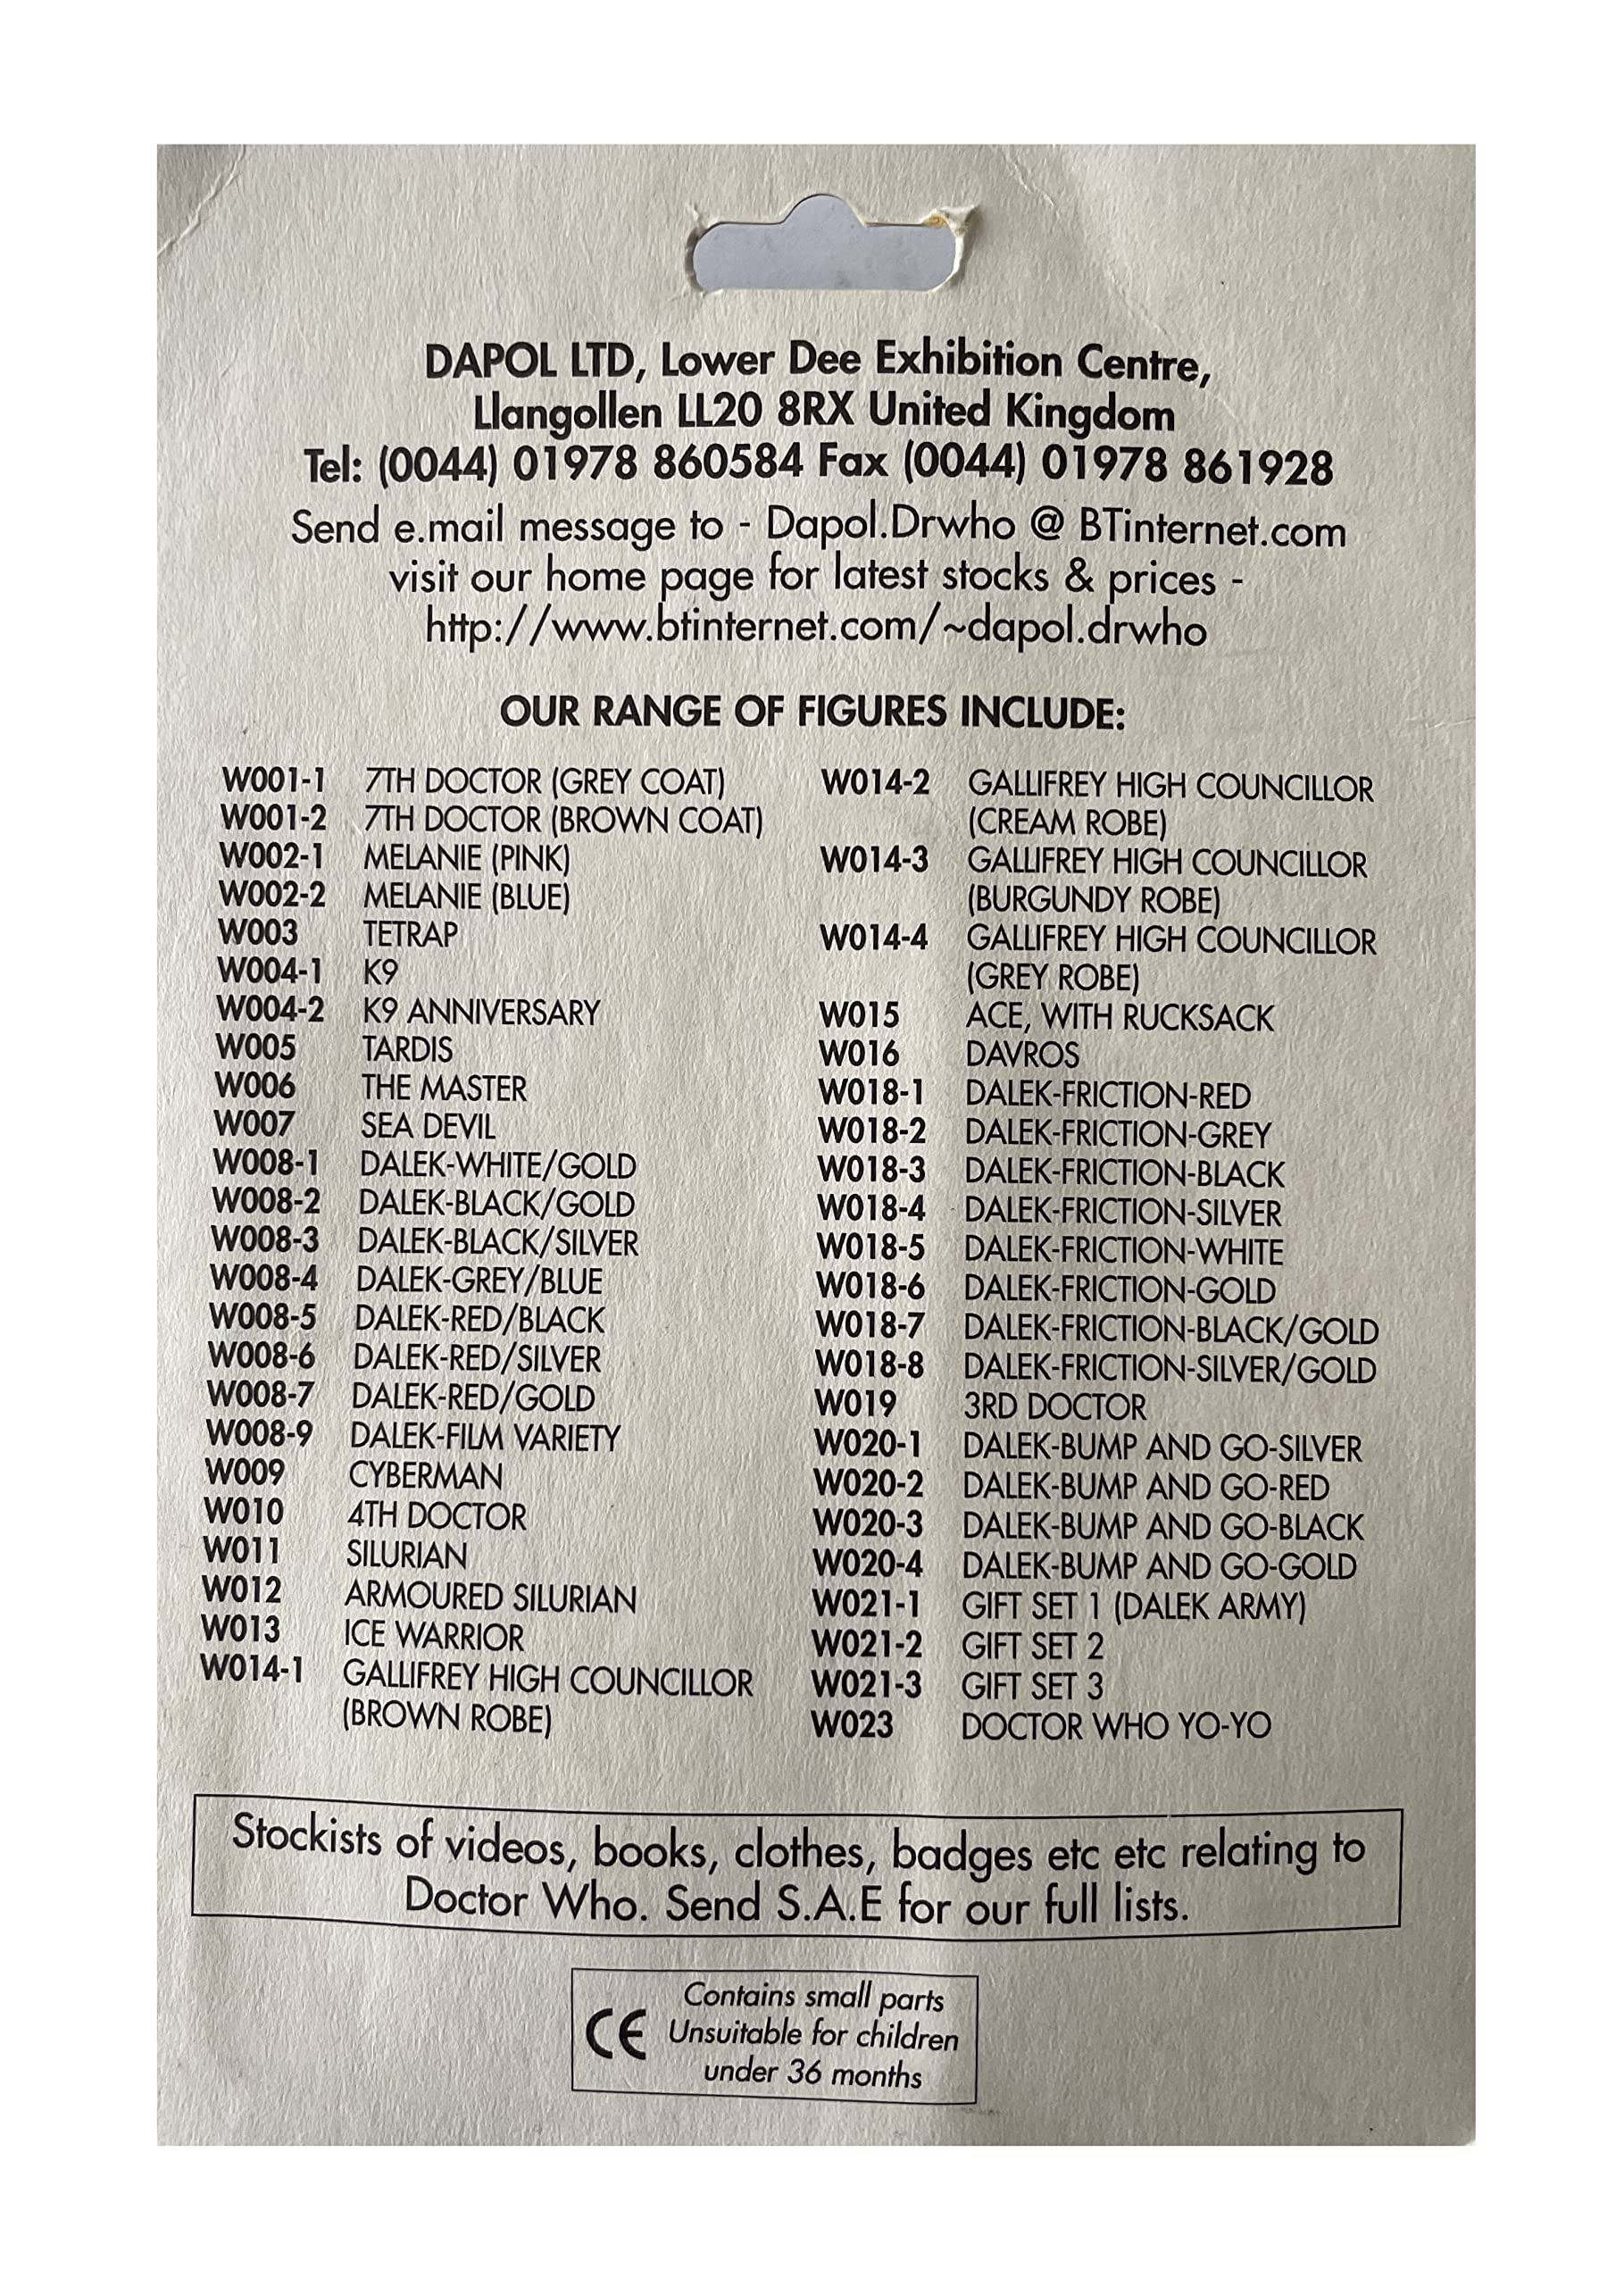 DAPOL LTD, Lower Dee Exhibition Centre,
Llangollen LL20 8RX United Kingdom
Tel: (0044) 01978 860584 Fax (0044) 01978 861928
Send e.mail message to - Dapol.Drwho @ BTinternet.com
visit our home page for latest stocks & prices -
http://www.btinternet.com/~dapol.drwho
OUR RANGE OF FIGURES INCLUDE:
W001-1 7TH DOCTOR (GREY COAT)
W001-2 7TH DOCTOR (BROWN COAT)
W002-1 MELANIE (PINK)
W002-2 MELANIE (BLUE)
W003 TETRAP
W004-1 K9
W004-2 K9 ANNIVERSARY
W005 TARDIS
W006 THE MASTER
W007 SEA DEVIL
W008-1 DALEK-WHITE/GOLD
W008-2 DALEK-BLACK/GOLD
W008-3 DALEK-BLACK/SILVER
W008-4 DALEK-GREY/BLUE
W008-5 DALEK-RED/BLACK
W008-6 DALEK-RED/SILVER
W008-7 DALEK-RED/GOLD
W008-9 DALEK-FILM VARIETY
W009 CYBERMAN
W010 4TH DOCTOR
W011 SILURIAN
W012 ARMOURED SILURIAN
W013 ICE WARRIOR
W014-1 GALLIFREY HIGH COUNCILLOR
(BROWN ROBE)
W014-2 GALLIFREY HIGH COUNCILLOR
(CREAM ROBE)
W014-3 GALLIFREY HIGH COUNCILLOR
(BURGUNDY ROBE)
W014-4 GALLIFREY HIGH COUNCILLOR
(GREY ROBE)
W015 ACE, WITH RUCKSACK
W016 DAVROS
W018-1 DALEK-FRICTION-RED
W018-2 DALEK-FRICTION-GREY
W018-3 DALEK-FRICTION-BLACK
W018-4 DALEK-FRICTION-SILVER
W018-5 DALEK-FRICTION-WHITE
W018-6 DALEK-FRICTION-GOLD
W018-7 DALEK-FRICTION-BLACK/GOLD
W018-8 DALEK-FRICTION-SILVER/GOLD
W019 3RD DOCTOR
W020-1 DALEK-BUMP AND GO-SILVER
W020-2 DALEK-BUMP AND GO-RED
W020-3 DALEK-BUMP AND GO-BLACK
W020-4 DALEK-BUMP AND GO-GOLD
W021-1 GIFT SET 1 (DALEK ARMY)
W021-2 GIFT SET 2
W021-3 GIFT SET 3
W023 DOCTOR WHO YO-YO
Stockists of videos, books, clothes, badges etc etc relating to
Doctor Who. Send S.A.E for our full lists.
CE
Contains small parts
Unsuitable for children
under 36 months